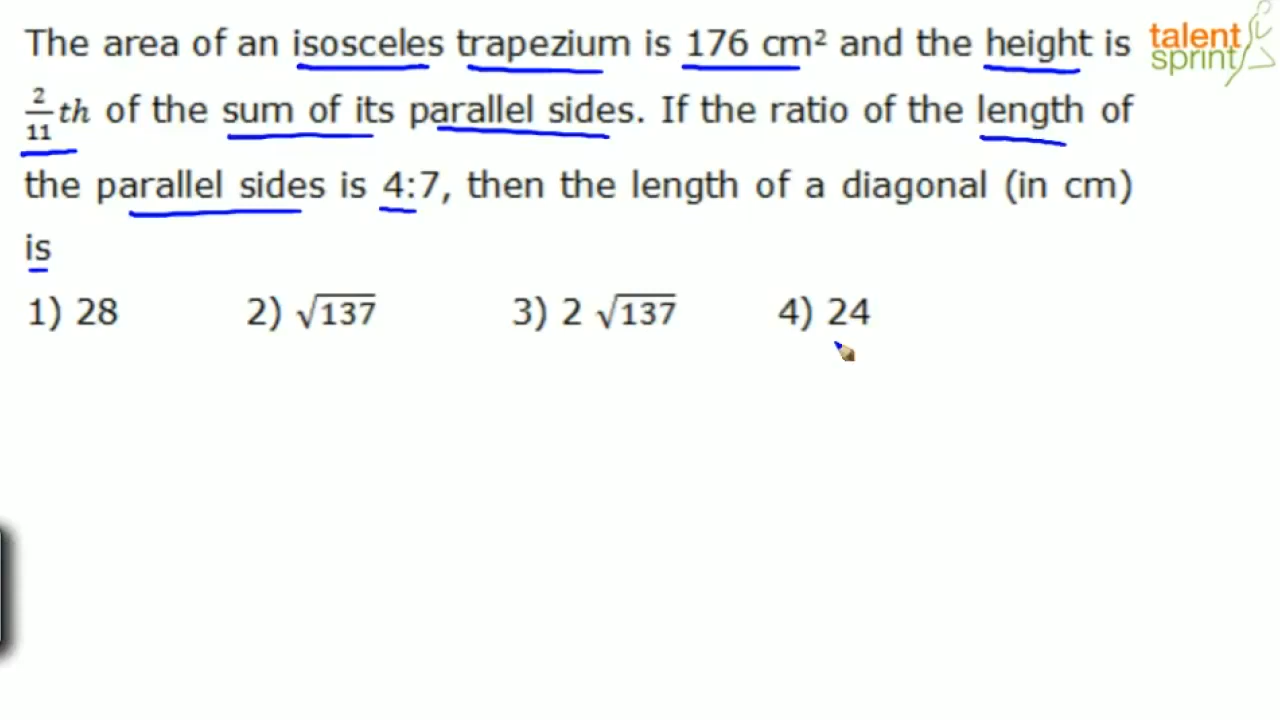 The area of an isosceles trapezium is 176 cm² and the height is
2/11 th of the sum of its parallel sides. If the ratio of the length of
the parallel sides is 4:7, then the length of a diagonal (in cm)
is
1) 28 2) √137 3) 2 √137 4) 24
talent
sprint